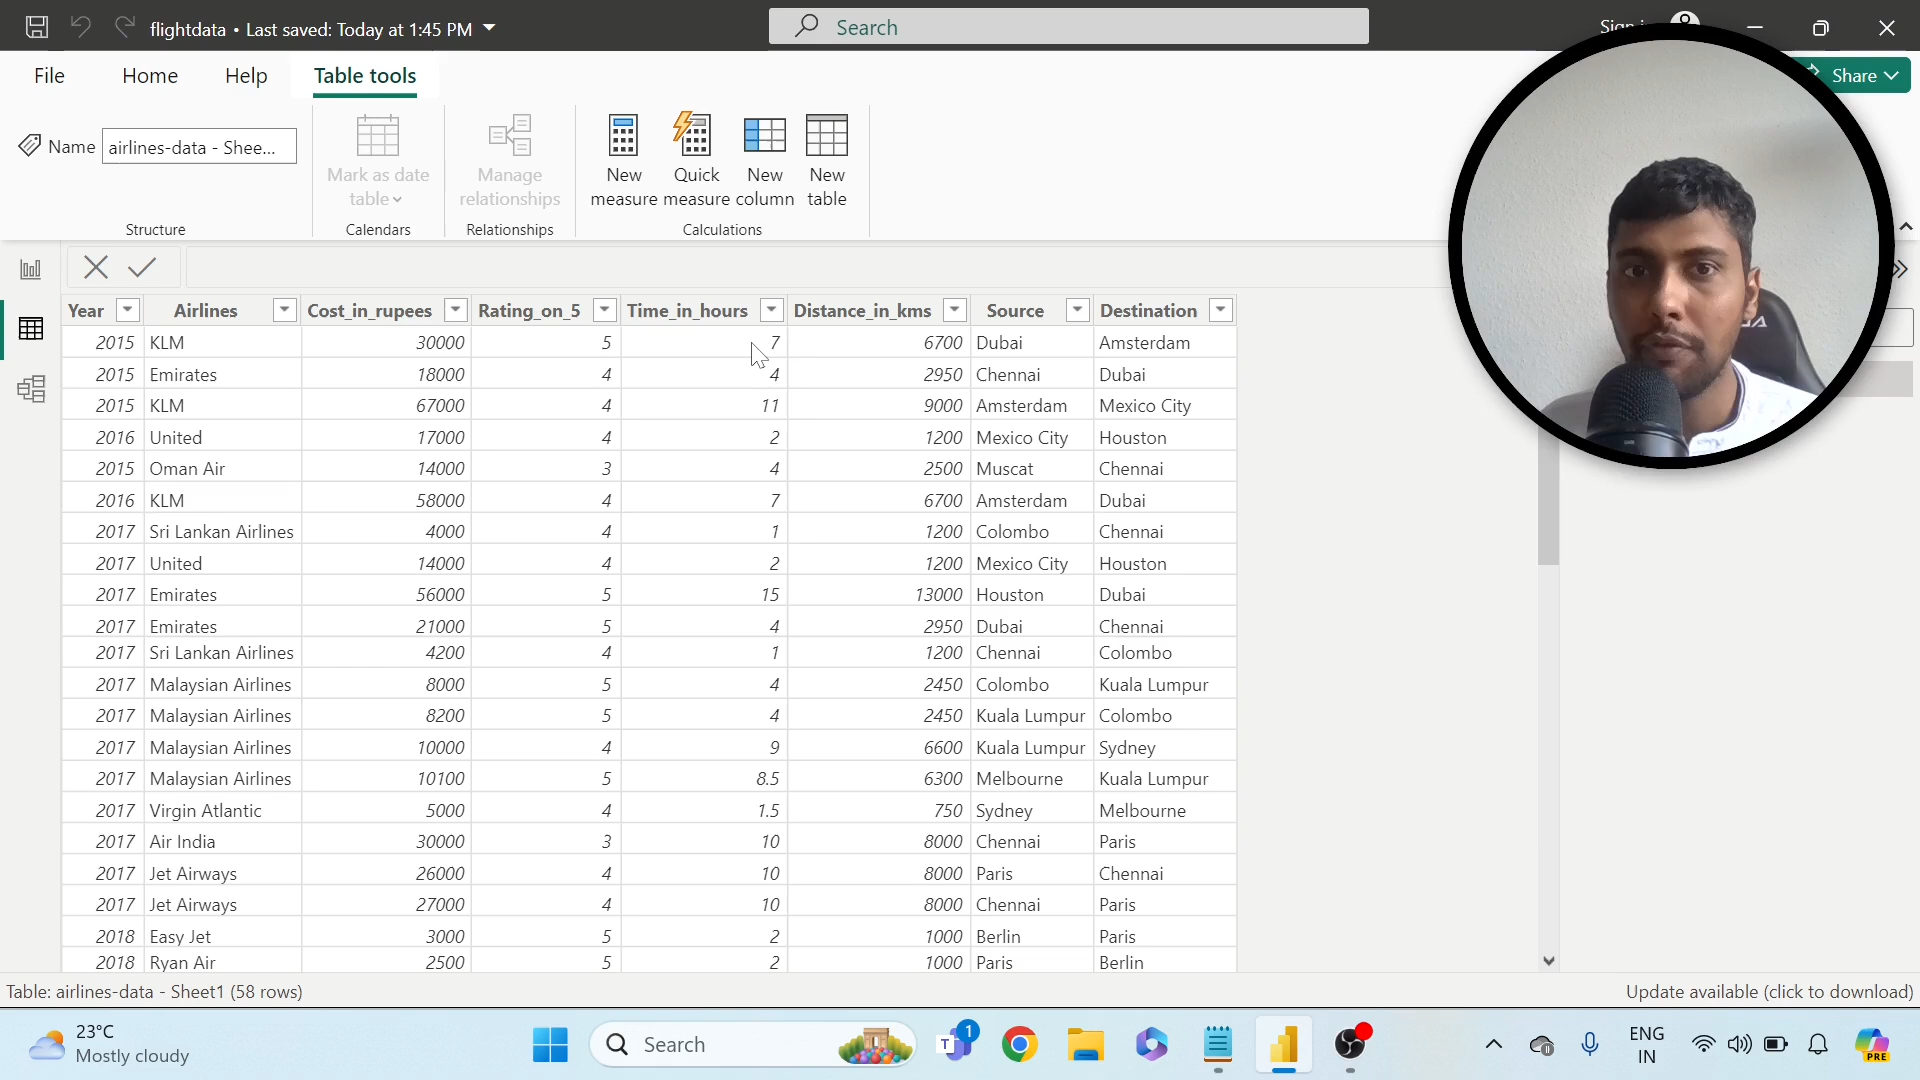 flightdata • Last saved: Today at 1:45 PM
Search
File
Home
Help
Table tools
Share
Name
airlines-data - Shee...
Mark as date table
Manage relationships
New measure
Quick measure
New column
New table
Structure
Calendars
Relationships
Calculations
Year Airlines Cost_in_rupees Rating_on_5 Time_in_hours Distance_in_kms Source Destination
2015 KLM 30000 5 7 6700 Dubai Amsterdam
2015 Emirates 18000 4 4 2950 Chennai Dubai
2015 KLM 67000 4 11 9000 Amsterdam Mexico City
2016 United 17000 4 2 1200 Mexico City Houston
2015 Oman Air 14000 3 4 2500 Muscat Chennai
2016 KLM 58000 4 7 6700 Amsterdam Dubai
2017 Sri Lankan Airlines 4000 4 1 1200 Colombo Chennai
2017 United 14000 4 2 1200 Mexico City Houston
2017 Emirates 56000 5 15 13000 Houston Dubai
2017 Emirates 21000 5 4 2950 Dubai Chennai
2017 Sri Lankan Airlines 4200 4 1 1200 Chennai Colombo
2017 Malaysian Airlines 8000 5 4 2450 Colombo Kuala Lumpur
2017 Malaysian Airlines 8200 5 4 2450 Kuala Lumpur Colombo
2017 Malaysian Airlines 10000 4 9 6600 Kuala Lumpur Sydney
2017 Malaysian Airlines 10100 5 8.5 6300 Melbourne Kuala Lumpur
2017 Virgin Atlantic 5000 4 1.5 750 Sydney Melbourne
2017 Air India 30000 3 10 8000 Chennai Paris
2017 Jet Airways 26000 4 10 8000 Paris Chennai
2017 Jet Airways 27000 4 10 8000 Chennai Paris
2018 Easy Jet 3000 5 2 1000 Berlin Paris
2018 Ryan Air 2500 5 2 1000 Paris Berlin
Table: airlines-data - Sheet1 (58 rows)
Update available (click to download)
23°C
Mostly cloudy
Search
T
1
ENG
IN
PRE